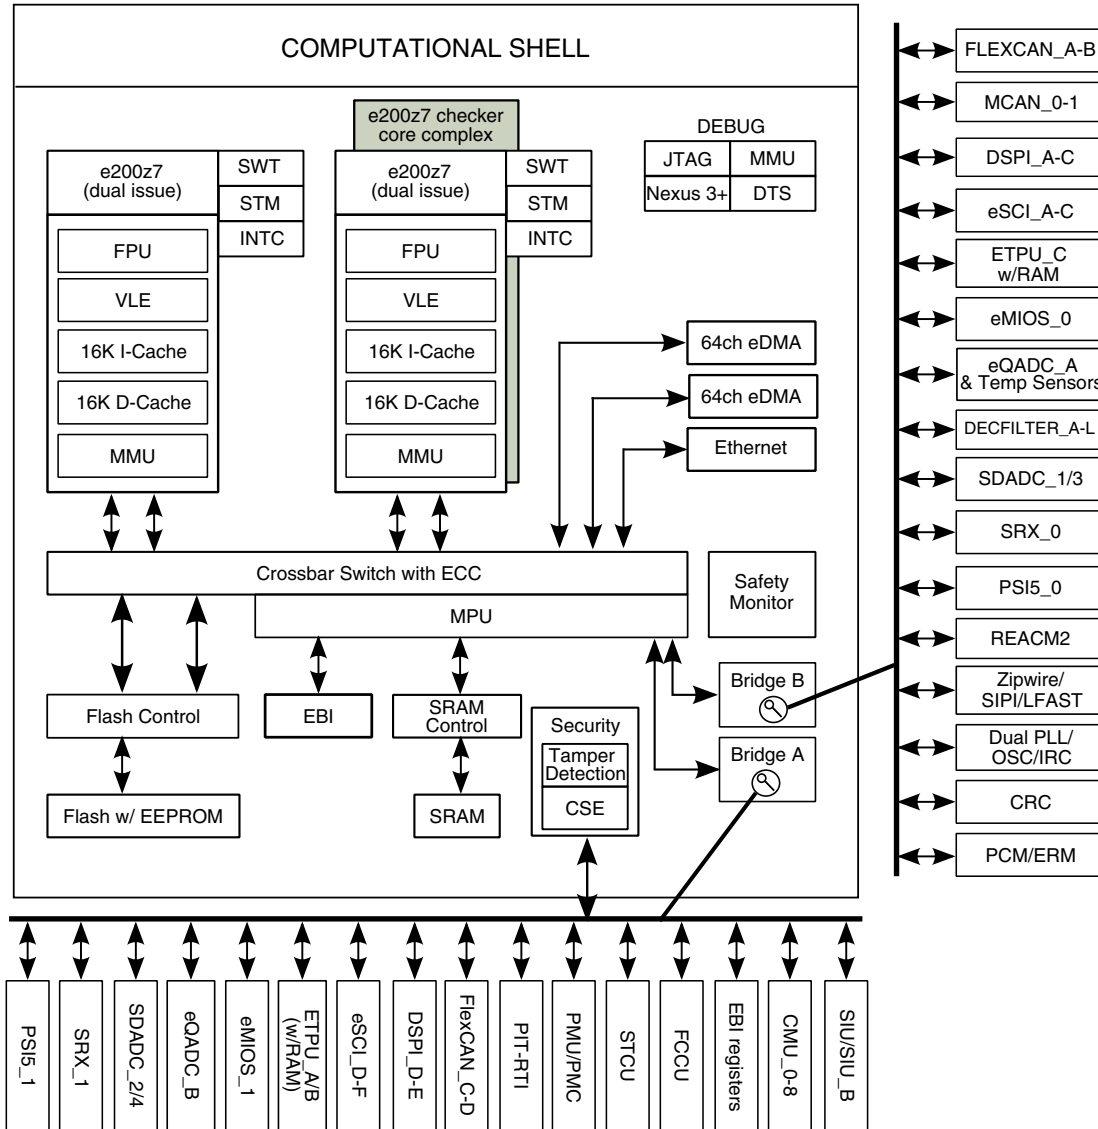 COMPUTATIONAL SHELL
e200z7 checker
core complex
e200z7
(dual issue)
SWT
STM
INTC
FPU
VLE
16K I-Cache
16K D-Cache
MMU
e200z7
(dual issue)
SWT
STM
INTC
FPU
VLE
16K I-Cache
16K D-Cache
MMU
DEBUG
JTAG
MMU
Nexus 3+
DTS
64ch eDMA
64ch eDMA
Ethernet
Crossbar Switch with ECC
MPU
Safety
Monitor
Flash Control
EBI
SRAM
Control
Security
Tamper
Detection
CSE
Bridge B
Bridge A
Flash w/ EEPROM
SRAM
FLEXCAN_A-B
MCAN_0-1
DSPI_A-C
eSCI_A-C
ETPU_C
w/RAM
eMIOS_0
eQADC_A
& Temp Sensors
DECFILTER_A-L
SDADC_1/3
SRX_0
PSI5_0
REACM2
Zipwire/
SIPI/LFAST
Dual PLL/
OSC/IRC
CRC
PCM/ERM
PSI5_1
SRX_1
SDADC_2/4
eQADC_B
eMIOS_1
ETPU_A/B
(w/RAM)
eSCI_D-F
DSPI_D-E
FlexCAN_C-D
PIT-RTI
PMU/PMC
STCU
FCCU
EBI registers
CMU_0-8
SIU/SIU_B